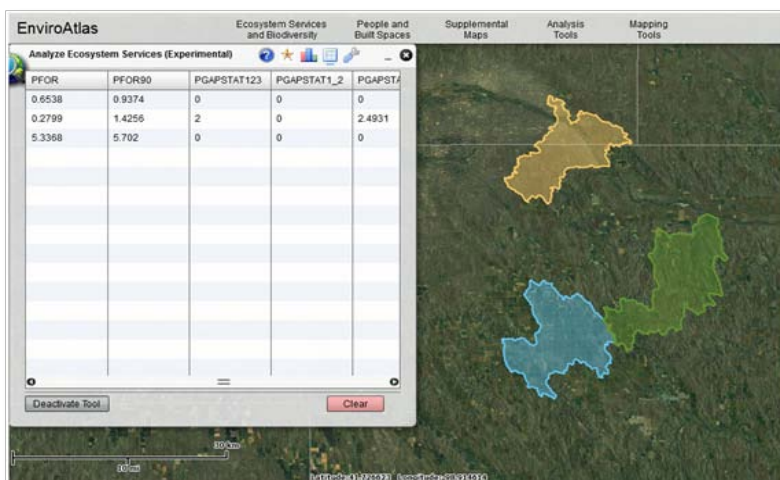 EnviroAtlas
Ecosystem Services and Biodiversity
People and Built Spaces
Supplemental Maps
Analysis Tools
Mapping Tools
Analyze Ecosystem Services (Experimental)
PFOR PFOR90 PGAPSTAT123 PGAPSTAT1_2 PGAPSTA
0.6538 0.9374 0 0 0
0.2799 1.4256 2 0 2.4931
5.3368 5.702 0 0 0
Deactivate Tool Clear
30 km
10 mi